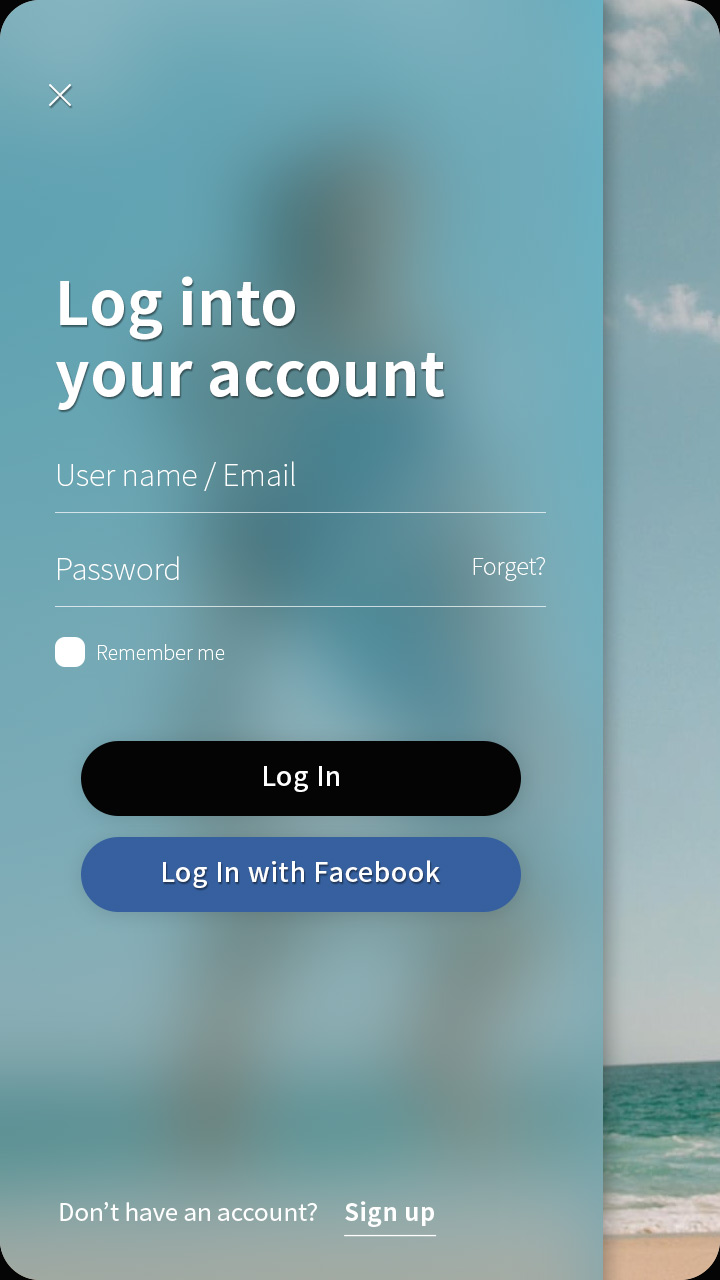 Log into
your account
User name / Email
Password
Forget?
Remember me
Log In
Log In with Facebook
Don’t have an account? Sign up